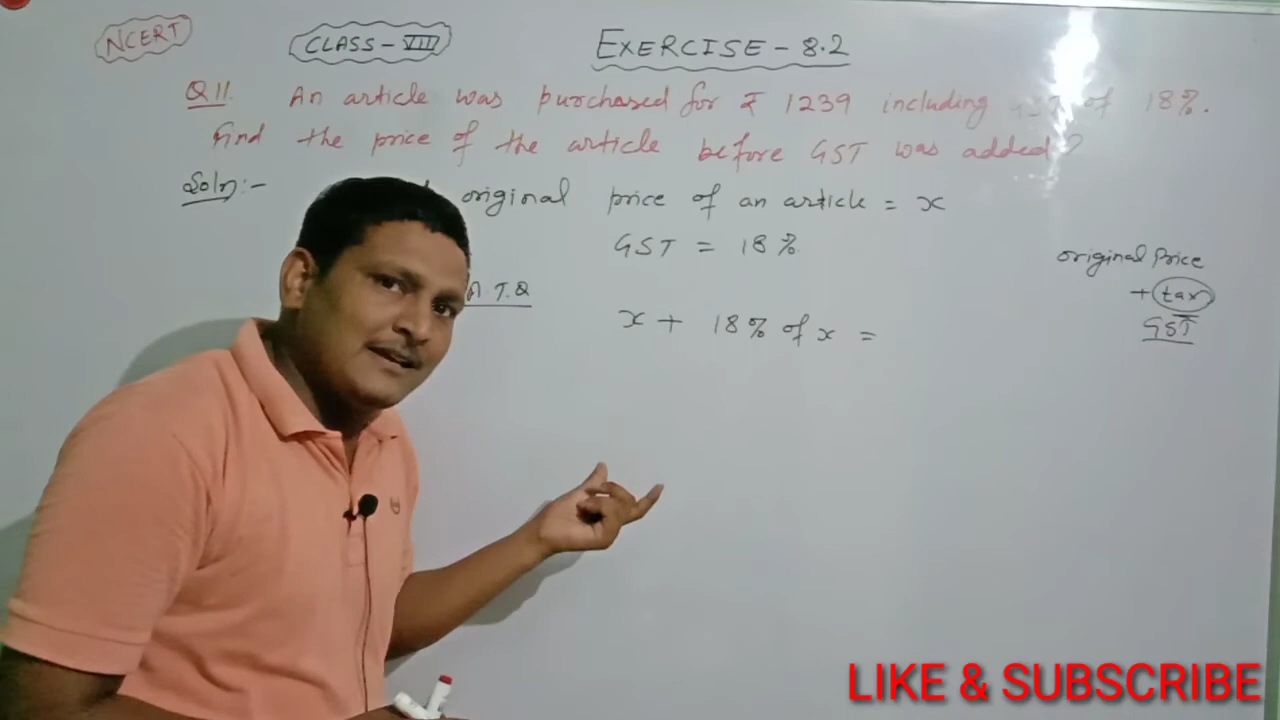 NCERT
CLASS-VIII
EXERCISE - 8.2
Q 11. An article was purchased for ₹ 1239 including GST of 18%.
Find the price of the article before GST was added?
Soln:- original price of an article = x
GST = 18%
T.Q
x + 18% of x =
original Price
+ tax
GST
LIKE & SUBSCRIBE